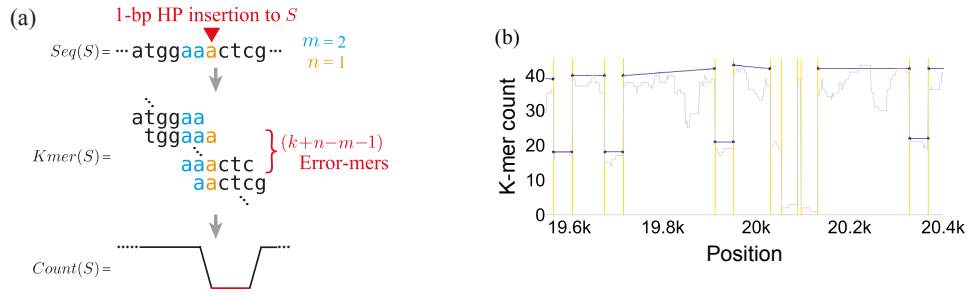 (a)
1-bp HP insertion to S
Seq(S)= ··· atggaaactcg ···
m = 2
n = 1
atggaa
tggaaa
Kmer(S)=
(k+n−m−1)
Error-mers
aaactc
aactcg
Count(S)=
(b)
K-mer count
40
30
20
10
0
19.6k 19.8k 20k 20.2k 20.4k
Position